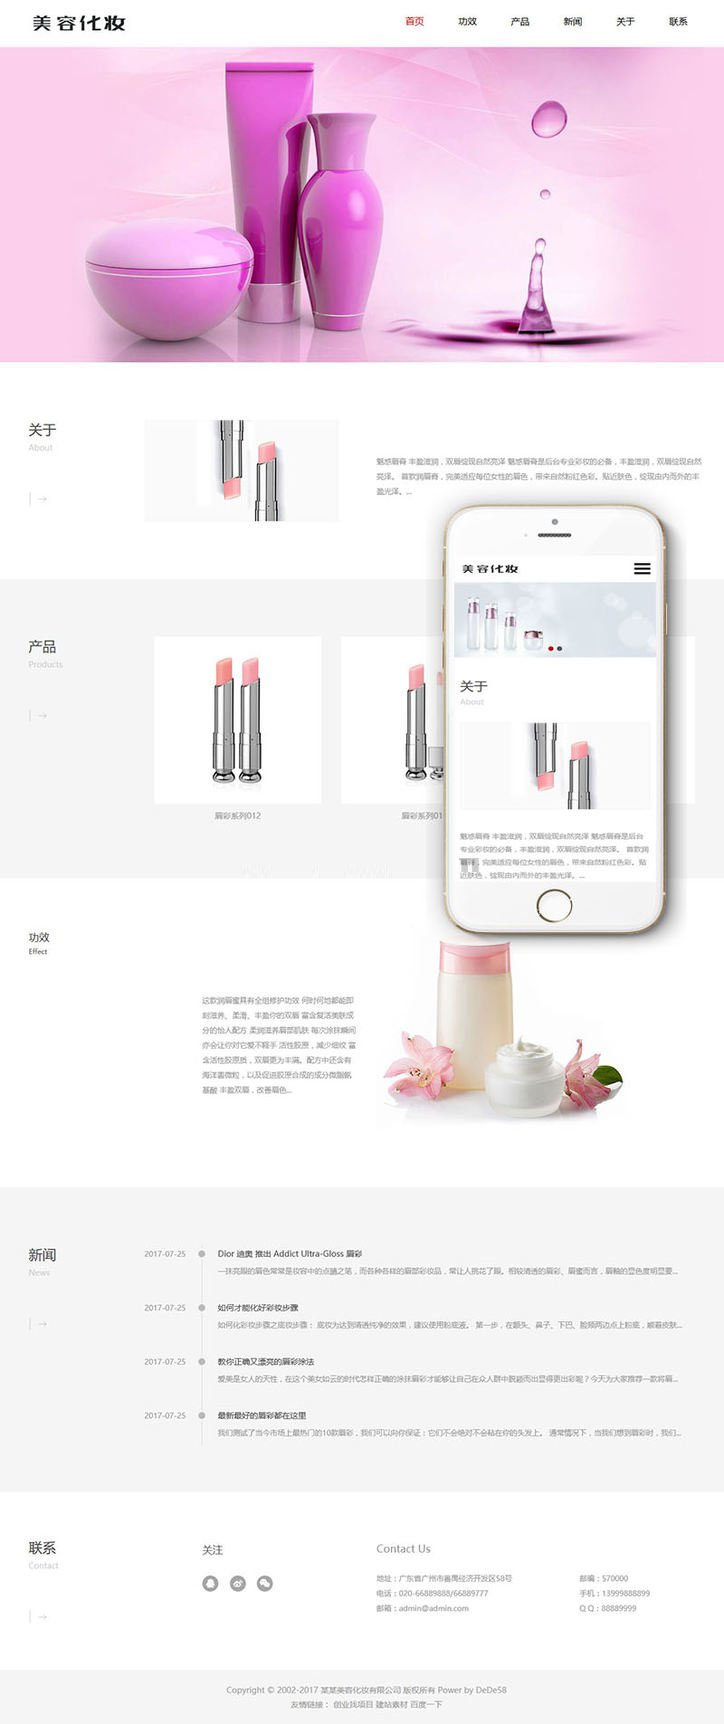 美容化妆
首页 功效 产品 新闻 关于 联系
关于
About
魅惑唇膏 丰盈滋润，双唇绽现自然亮泽 魅惑唇膏是后台专业彩妆的必备，丰盈滋润，双唇绽现自然
亮泽。 首款润唇膏，完美适应每位女性的唇色，带来自然粉红色彩。贴近肤色，绽现由内而外的丰
盈光泽。...
产品
Products
唇彩系列012
唇彩系列01
美容化妆
关于
About
魅惑唇膏 丰盈滋润，双唇绽现自然亮泽 魅惑唇膏是后台
专业彩妆的必备，丰盈滋润，双唇绽现自然亮泽。 首款润
完美适应每位女性的唇色，带来自然粉红色彩。贴
近肤色，绽现由内而外的丰盈光泽。...
功效
Effect
这款润唇蜜具有全组修护功效 何时何地都能即
刻滋养、柔滑、丰盈你的双唇 富含复活美肤成
分的怡人配方 柔润滋养唇部肌肤 每次涂抹瞬间
亦会让你对它爱不释手 活性胶原，减少细纹 富
含活性胶原质，双唇更为丰满。配方中还含有
海洋蓄微粒，以及促进胶原合成的成分微酯氨
基酸 丰盈双唇，改善唇色...
新闻
News
2017-07-25 Dior 迪奥 推出 Addict Ultra-Gloss 唇彩
一抹亮丽的唇色常常是妆容中的点睛之笔，而各种各样的唇部彩妆品，常让人挑花了眼。相较清透的唇彩、唇蜜而言，唇釉的显色度明显要...
2017-07-25 如何才能化好彩妆步骤
如何化彩妆步骤之底妆步骤： 底妆为达到清透纯净的效果，建议使用粉底液。 第一步，在额头、鼻子、下巴、脸颊两边点上粉底，顺着皮肤...
2017-07-25 教你正确又漂亮的唇彩涂法
爱美是女人的天性，在这个美女如云的时代怎样正确的涂抹唇彩才能够让自己在众人群中脱颖而出显得更出彩呢？今天为大家推荐一款将唇...
2017-07-25 最新最好的唇彩都在这里
我们测试了当今市场上最热门的10款唇彩，我们可以向你保证：它们不会绝对不会粘在你的头发上。 通常情况下，当我们想到唇彩时，我们...
联系
Contact
关注
Contact Us
地址：广东省广州市番禺经济开发区58号 邮编：570000
电话：020-66889888/66889777 手机：13999888899
邮箱：admin@admin.com Q Q：88889999
Copyright © 2002-2017 某某美容化妆有限公司 版权所有 Power by DeDe58
友情链接： 创业找项目 建站素材 百度一下